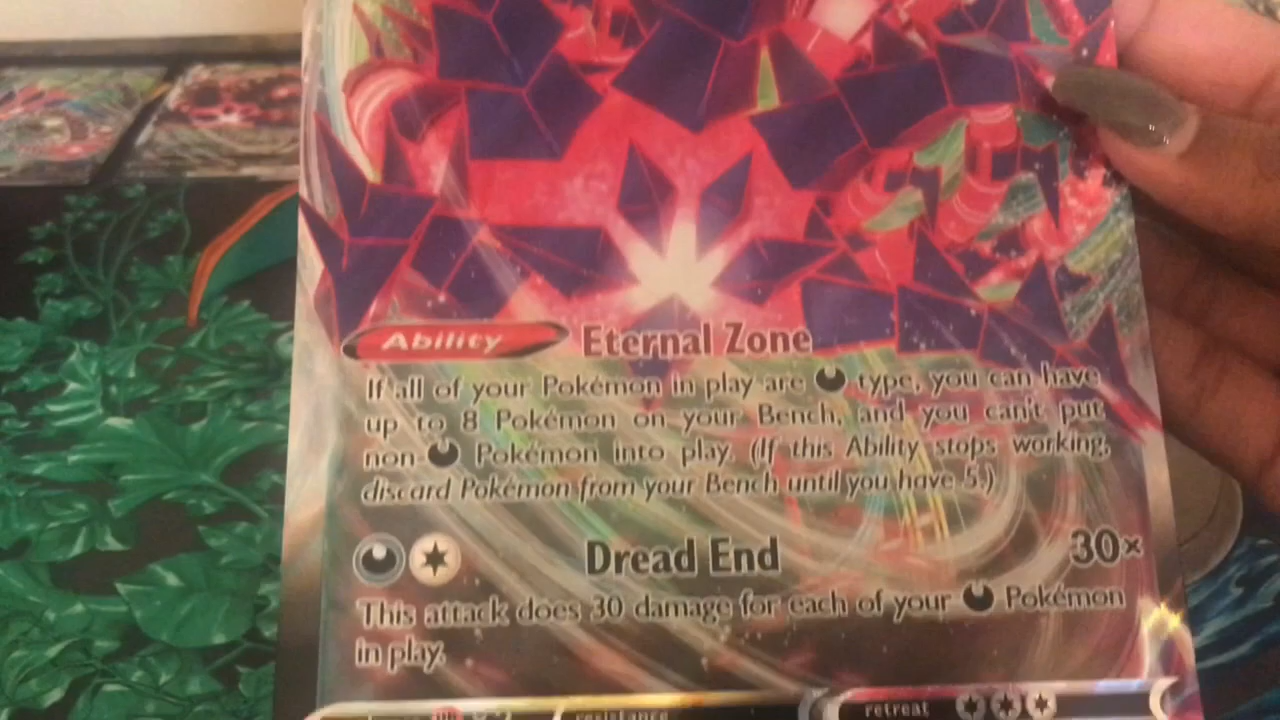 Ability Eternal Zone
If all of your Pokémon in play are type, you can have
up to 8 Pokémon on your Bench, and you can't put
non- Pokémon into play. (If this Ability stops working,
discard Pokémon from your Bench until you have 5.)
Dread End 30×
This attack does 30 damage for each of your Pokémon
in play.
resistance retreat